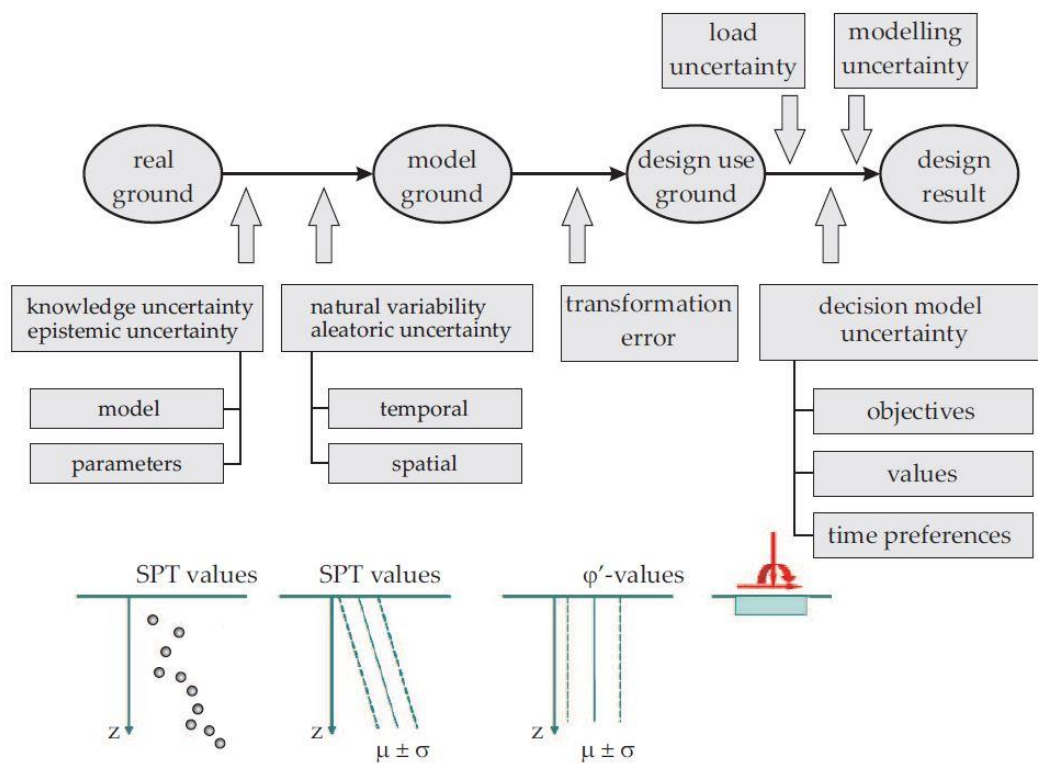 load
uncertainty
modelling
uncertainty
real
ground
model
ground
design use
ground
design
result
knowledge uncertainty
epistemic uncertainty
model
parameters
natural variability
aleatoric uncertainty
temporal
spatial
transformation
error
decision model
uncertainty
objectives
values
time preferences
SPT values
z
SPT values
z
μ ± σ
φ'-values
z
μ ± σ